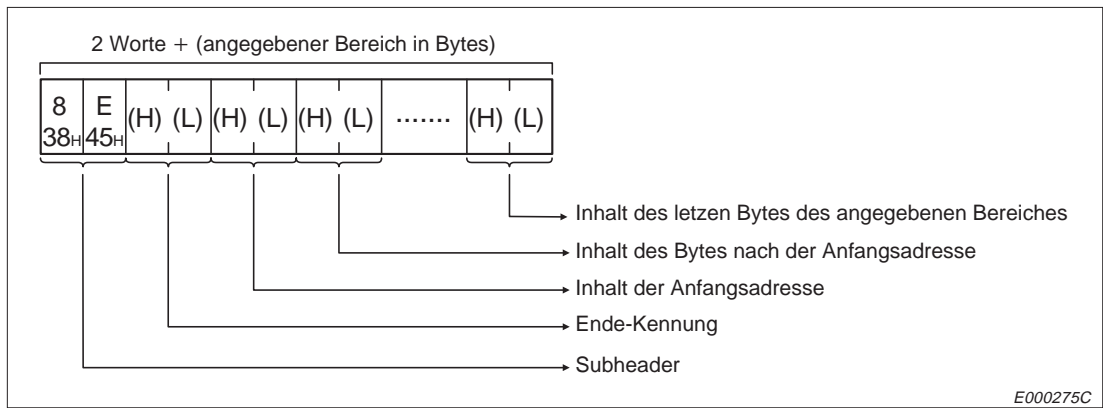 2 Worte + (angegebener Bereich in Bytes)
8 E (H) (L) (H) (L) (H) (L) ....... (H) (L)
38H 45H
Inhalt des letzen Bytes des angegebenen Bereiches
Inhalt des Bytes nach der Anfangsadresse
Inhalt der Anfangsadresse
Ende-Kennung
Subheader
E000275C